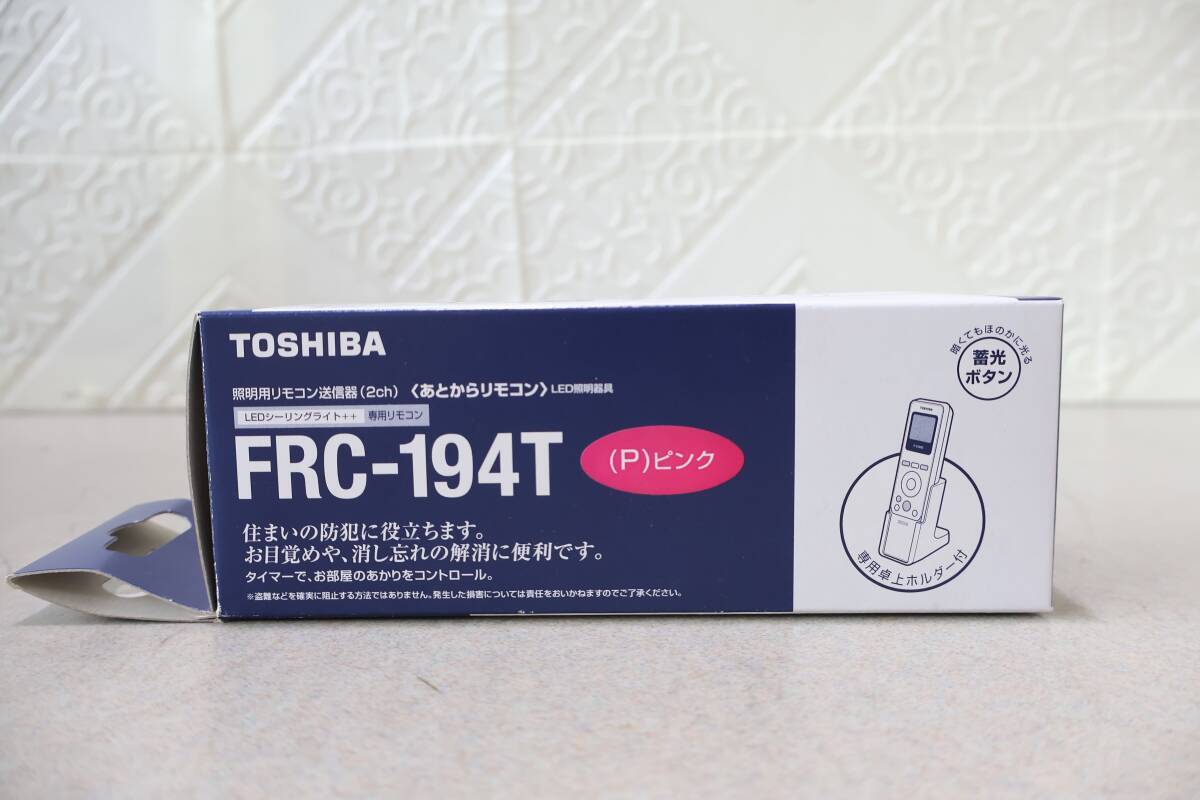 TOSHIBA
照明用リモコン送信器(2ch) 〈あとからリモコン〉LED照明器具
LEDシーリングライト++ 専用リモコン
FRC-194T (P)ピンク
住まいの防犯に役立ちます。
お目覚めや、消し忘れの解消に便利です。
タイマーで、お部屋のあかりをコントロール。
※盗難などを確実に阻止する方法ではありません。発生した損害については責任をおいかねますのでご了承ください。
暗くてもほのかに光る
蓄光
ボタン
TOSHIBA
専用卓上ホルダー付